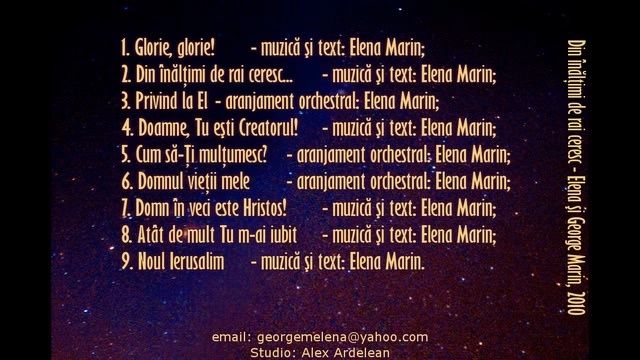 1. Glorie, glorie! - muzică și text: Elena Marin;
2. Din înălțimi de rai ceresc... - muzică și text: Elena Marin;
3. Privind la El - aranjament orchestral: Elena Marin;
4. Doamne, Tu ești Creatorul! - muzică și text: Elena Marin;
5. Cum să-Ți mulțumesc? - aranjament orchestral: Elena Marin;
6. Domnul vieții mele - aranjament orchestral: Elena Marin;
7. Domn în veci este Hristos! - muzică și text: Elena Marin;
8. Atât de mult Tu m-ai iubit - muzică și text: Elena Marin;
9. Noul Ierusalim - muzică și text: Elena Marin.
Din înălțimi de rai ceresc - Elena și George Marin, 2010
email: georgemelena@yahoo.com
Studio: Alex Ardelean